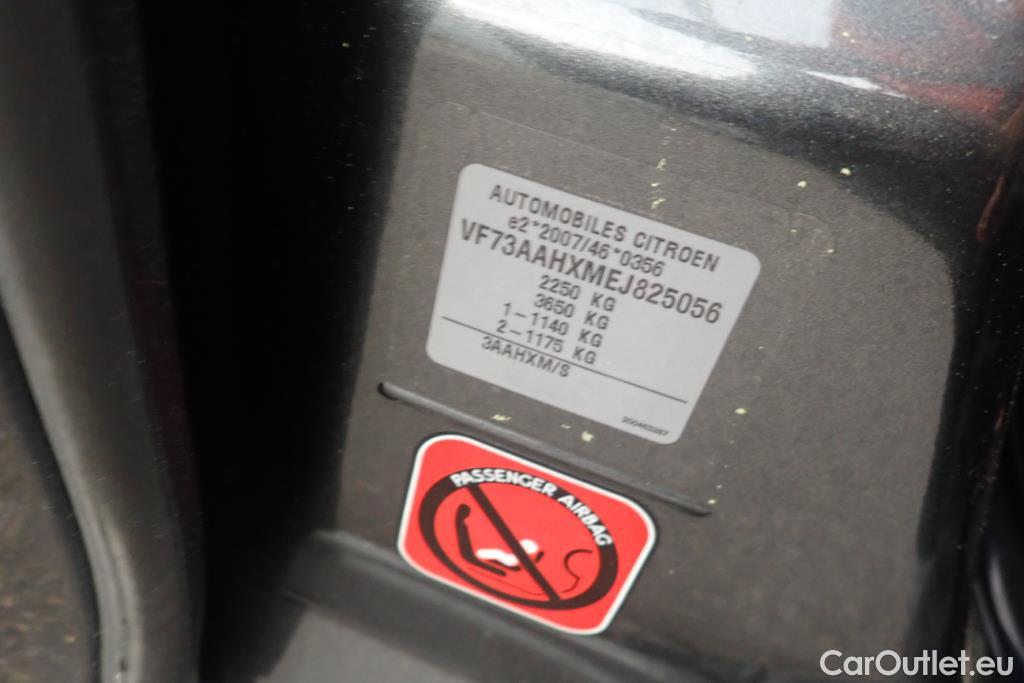 AUTOMOBILES CITROEN
e2*2007/46*0356
VF73AAHXMEJ825056
2250 KG
3650 KG
1-1140 KG
2-1175 KG
3AAHXM/S
PASSENGER AIRBAG
CarOutlet.eu